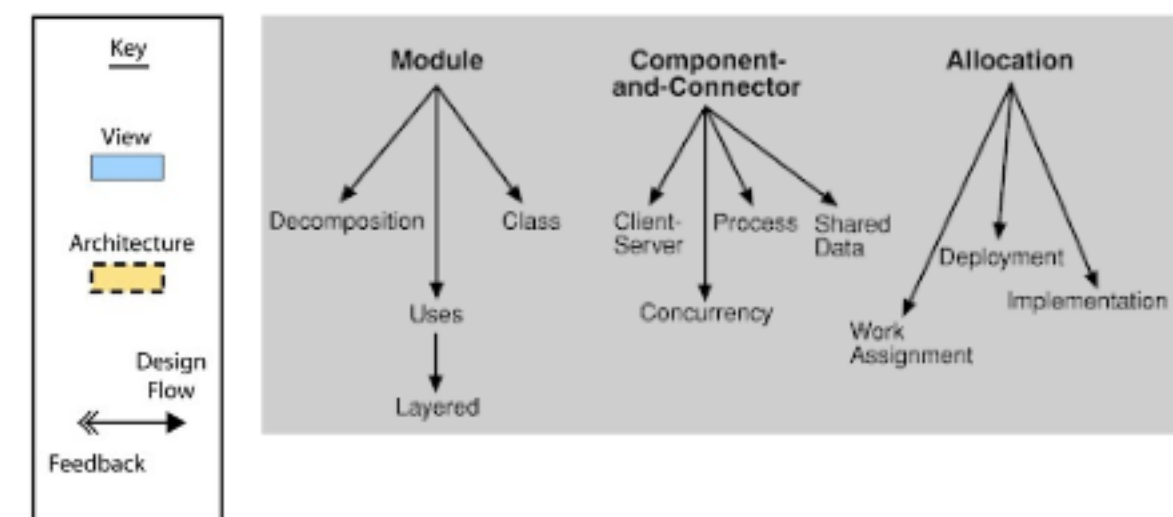 Key
View
Architecture
Design
Flow
Feedback
Module
Component-
and-Connector
Allocation
Decomposition
Class
Client-
Server
Process
Shared
Data
Deployment
Uses
Concurrency
Implementation
Work
Assignment
Layered